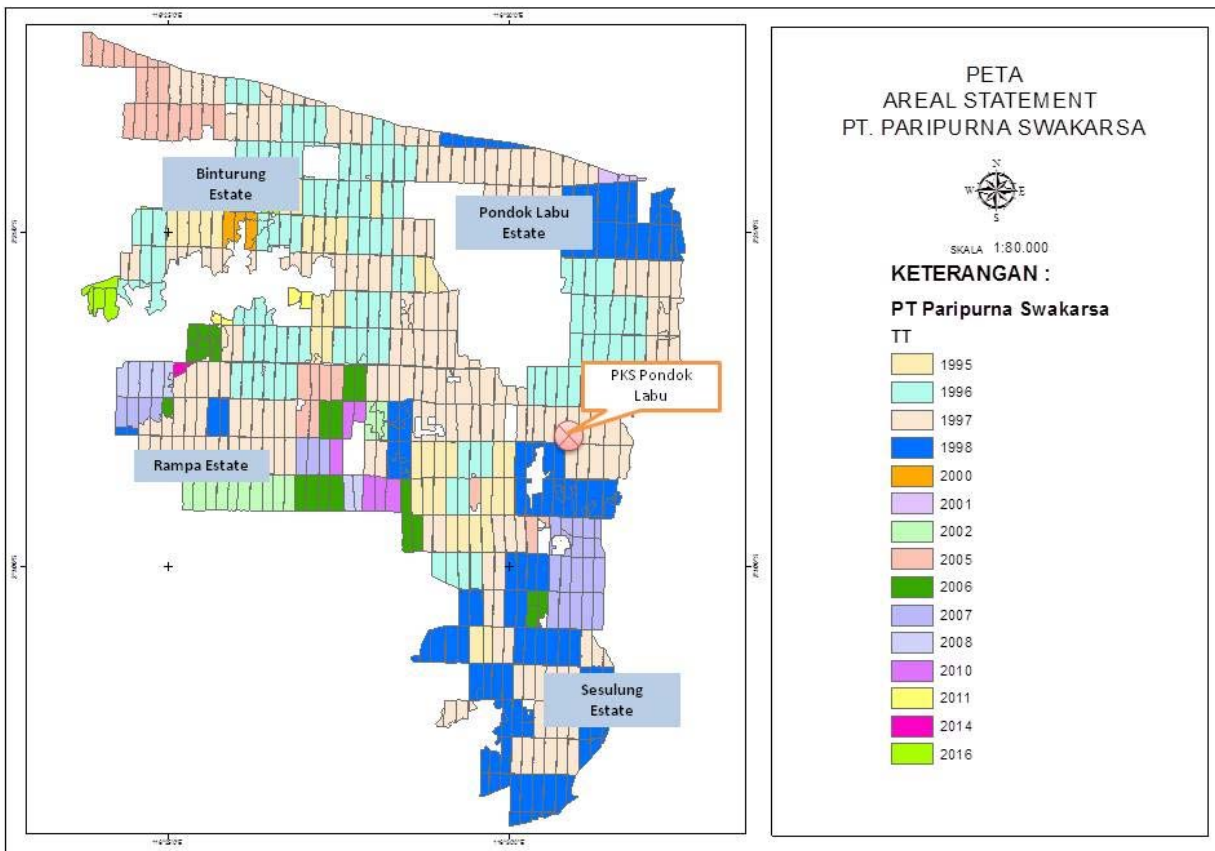 Binturung
Estate
Pondok Labu
Estate
PKS Pondok
Labu
Rampa Estate
Sesulung
Estate
PETA
AREAL STATEMENT
PT. PARIPURNA SWAKARSA
N
W
E
S
SKALA 1:80.000
KETERANGAN :
PT Paripurna Swakarsa
TT
1995
1996
1997
1998
2000
2001
2002
2005
2006
2007
2008
2010
2011
2014
2016